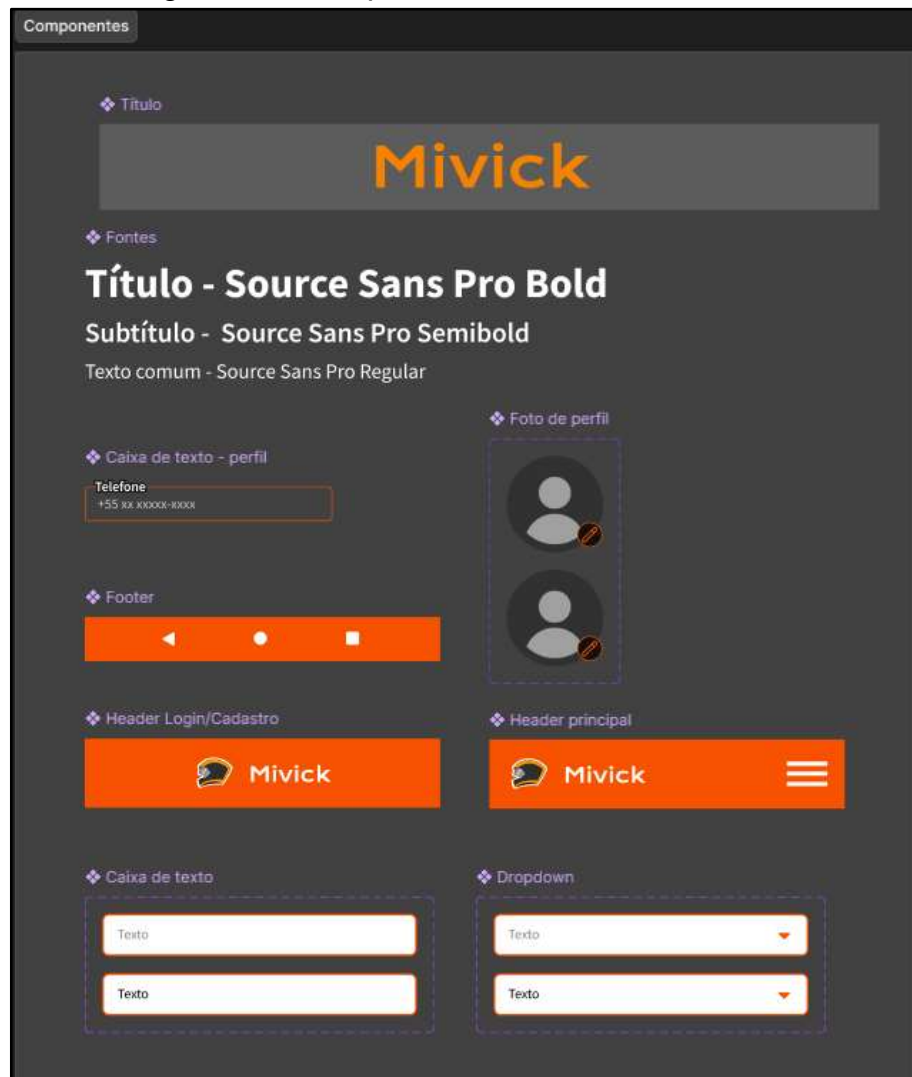 Componentes
Título
Mivick
Fontes
Título - Source Sans Pro Bold
Subtítulo - Source Sans Pro Semibold
Texto comum - Source Sans Pro Regular
Foto de perfil
Caixa de texto - perfil
Telefone
+55 xx xxxxx-xxxx
Footer
Header Login/Cadastro
Header principal
Mivick
Mivick
Caixa de texto
Dropdown
Texto
Texto
Texto
Texto